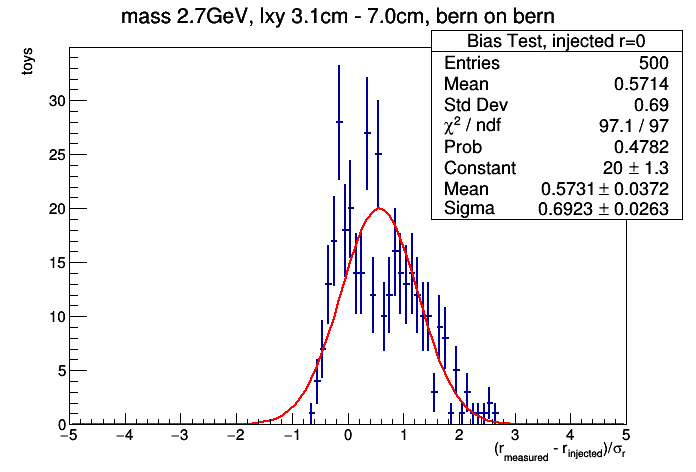 mass 2.7GeV, lxy 3.1cm - 7.0cm, bern on bern
Bias Test, injected r=0
Entries 500
Mean 0.5714
Std Dev 0.69
χ² / ndf 97.1 / 97
Prob 0.4782
Constant 20 ± 1.3
Mean 0.5731 ± 0.0372
Sigma 0.6923 ± 0.0263
toys
30
25
20
15
10
5
0
−5 −4 −3 −2 −1 0 1 2 3 4 5
(r_measured - r_injected)/σ_r